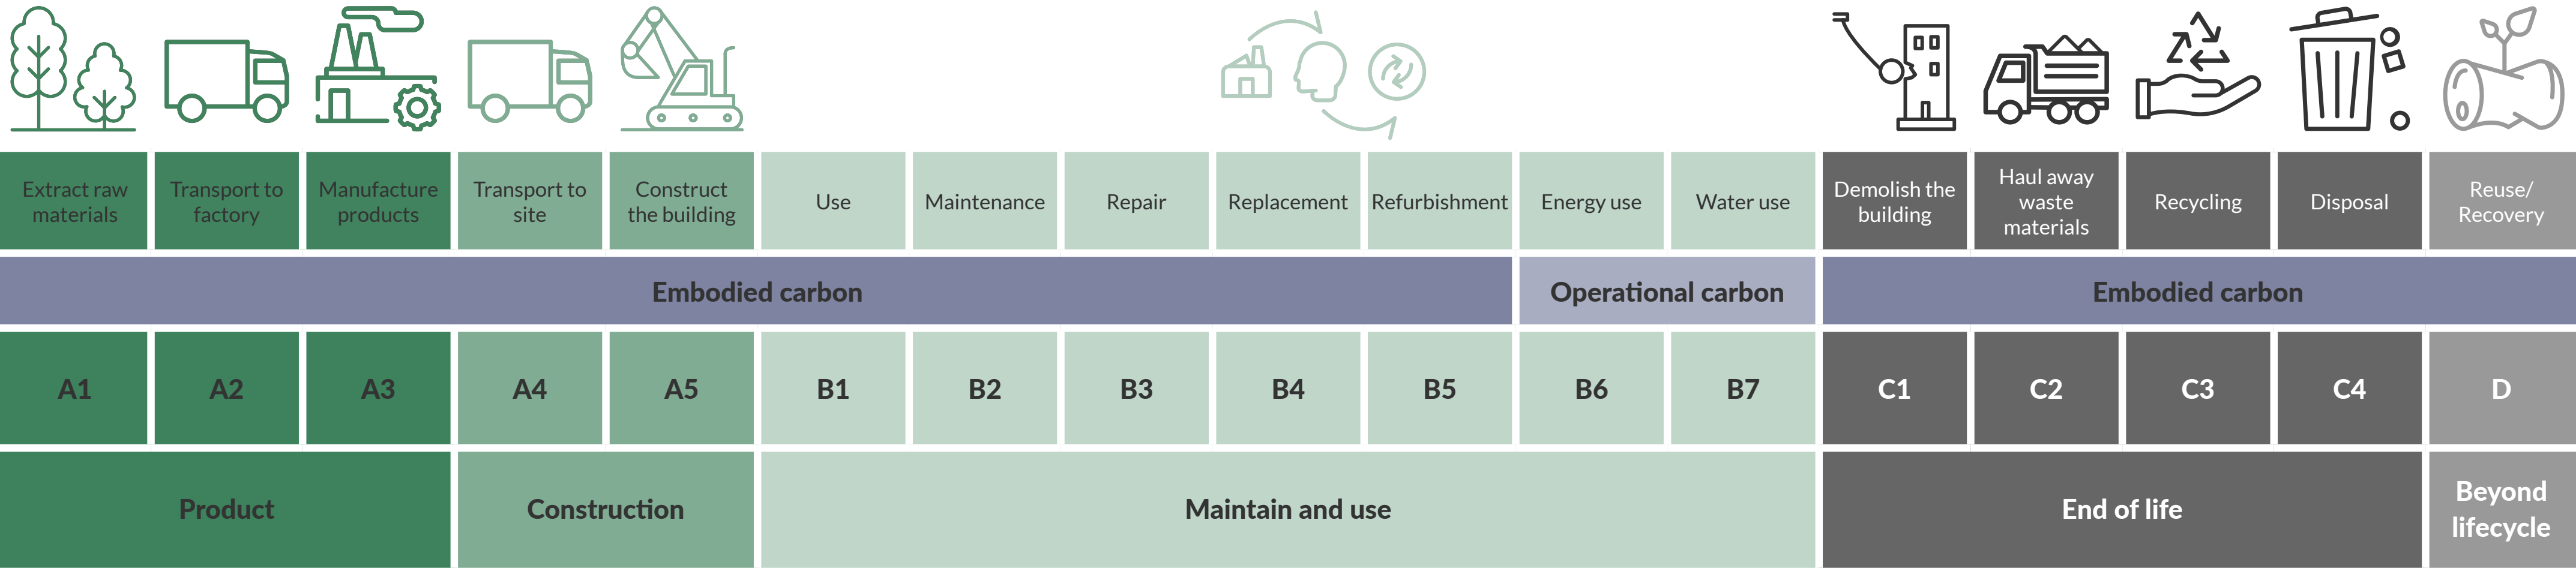 Extract raw
materials
Transport to
factory
Manufacture
products
Transport to
site
Construct
the building
Use
Maintenance
Repair
Replacement
Refurbishment
Energy use
Water use
Demolish the
building
Haul away
waste
materials
Recycling
Disposal
Reuse/
Recovery
Embodied carbon
Operational carbon
Embodied carbon
A1
A2
A3
A4
A5
B1
B2
B3
B4
B5
B6
B7
C1
C2
C3
C4
D
Product
Construction
Maintain and use
End of life
Beyond
lifecycle